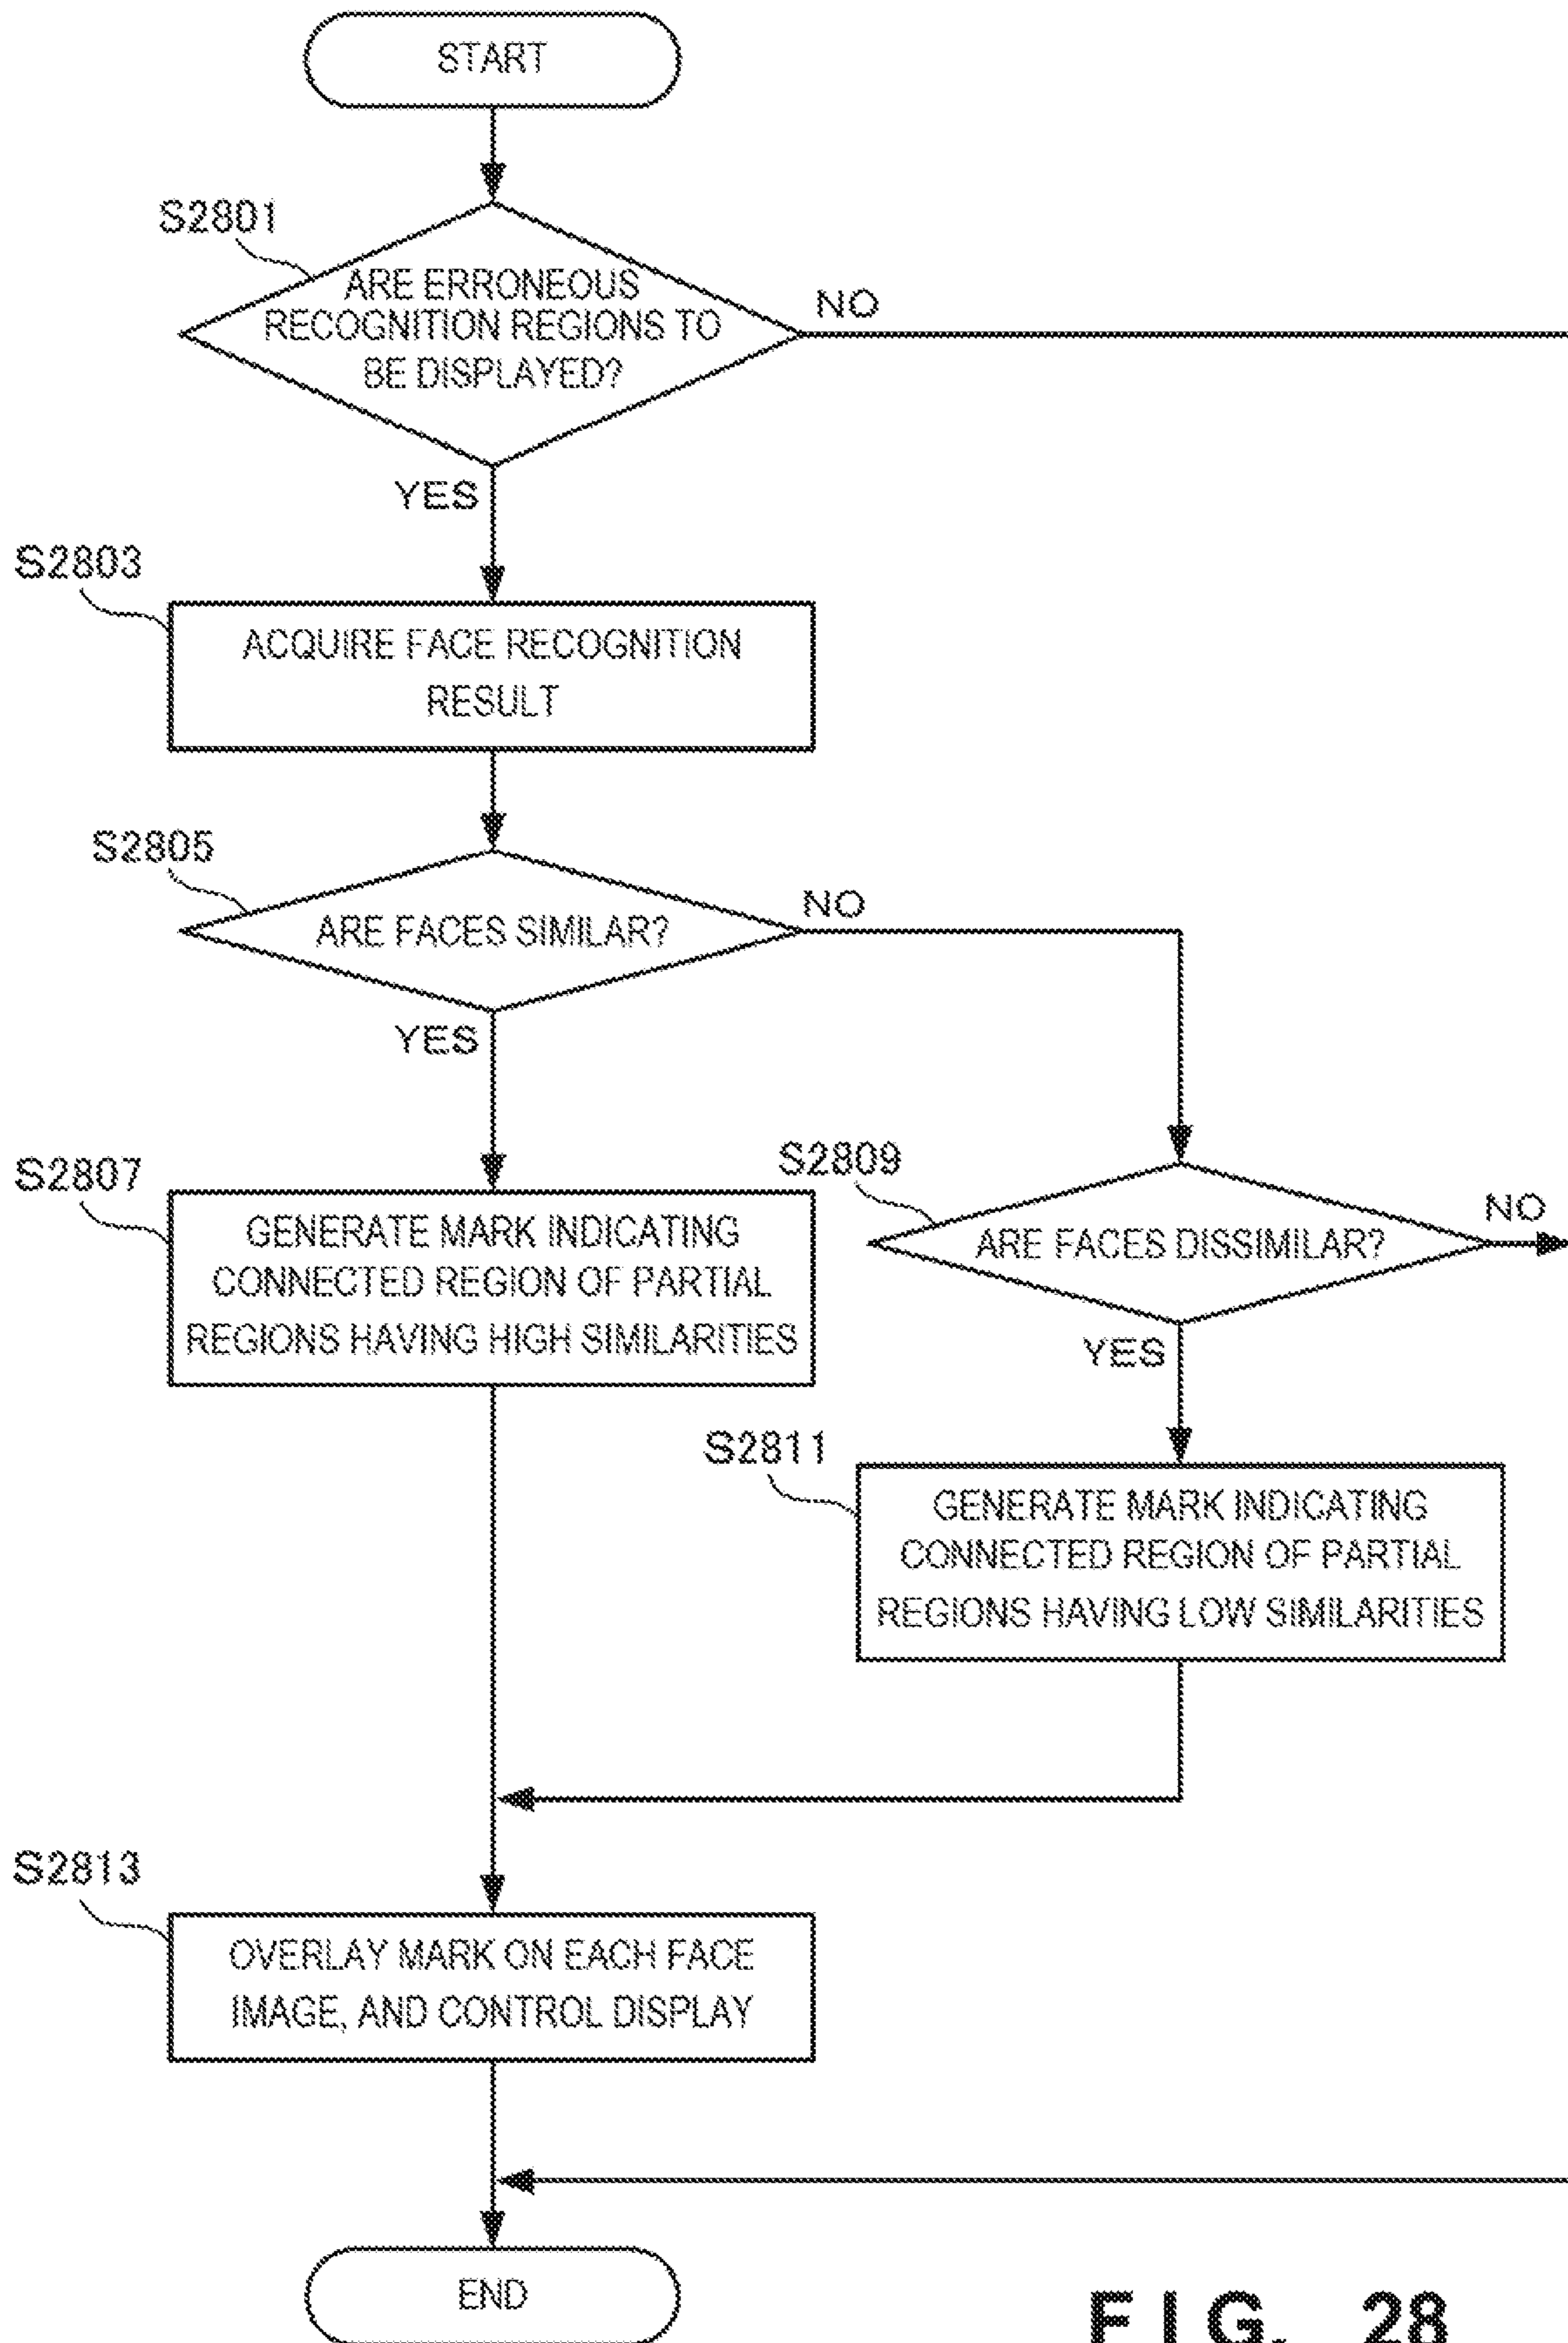 START
S2801
ARE ERRONEOUS
RECOGNITION REGIONS TO
BE DISPLAYED?
NO
YES
S2803
ACQUIRE FACE RECOGNITION
RESULT
S2805
ARE FACES SIMILAR?
NO
YES
S2807
GENERATE MARK INDICATING
CONNECTED REGION OF PARTIAL
REGIONS HAVING HIGH SIMILARITIES
S2809
ARE FACES DISSIMILAR?
NO
YES
S2811
GENERATE MARK INDICATING
CONNECTED REGION OF PARTIAL
REGIONS HAVING LOW SIMILARITIES
S2813
OVERLAY MARK ON EACH FACE
IMAGE, AND CONTROL DISPLAY
END
FIG. 28